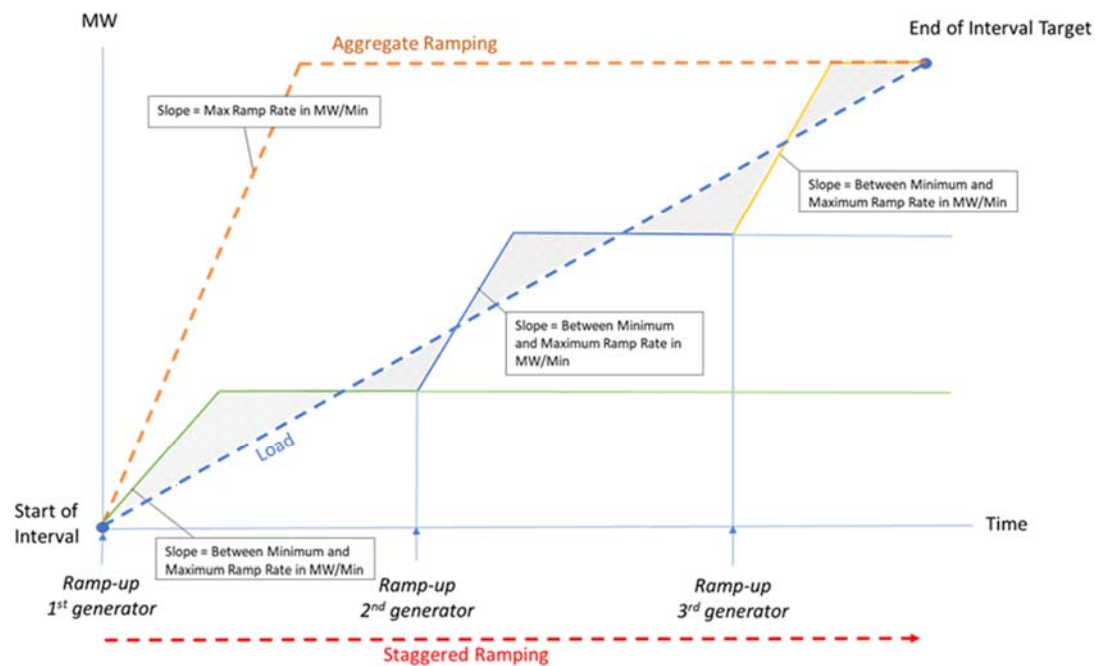 MW
End of Interval Target
Aggregate Ramping
Slope = Max Ramp Rate in MW/Min
Slope = Between Minimum and
Maximum Ramp Rate in MW/Min
Slope = Between Minimum
and Maximum Ramp Rate in
MW/Min
Load
Start of
Interval
Time
Slope = Between Minimum and
Maximum Ramp Rate in MW/Min
Ramp-up
1st generator
Ramp-up
2nd generator
Ramp-up
3rd generator
Staggered Ramping